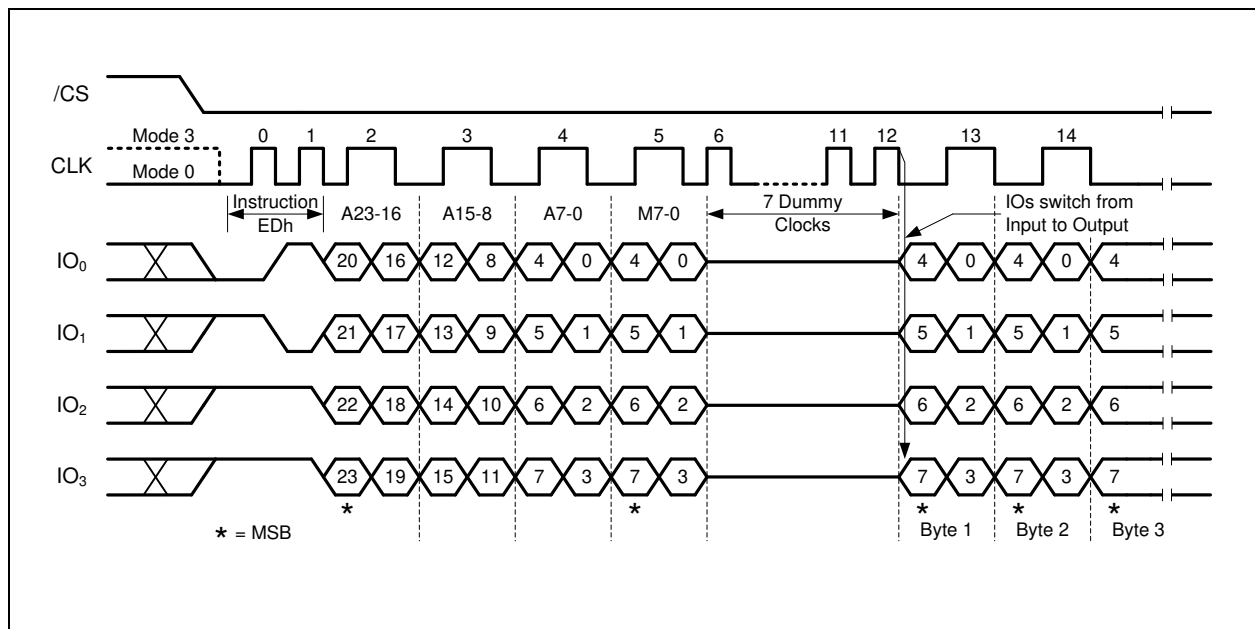 /CS
Mode 3 0 1 2 3 4 5 6 11 12 13 14
CLK
Mode 0
Instruction A23-16 A15-8 A7-0 M7-0 7 Dummy IOs switch from
EDh Clocks Input to Output
IO0 20 16 12 8 4 0 4 0 4 0 4 0 4
IO1 21 17 13 9 5 1 5 1 5 1 5 1 5
IO2 22 18 14 10 6 2 6 2 6 2 6 2 6
IO3 23 19 15 11 7 3 7 3 7 3 7 3 7
* * * * *
* = MSB Byte 1 Byte 2 Byte 3